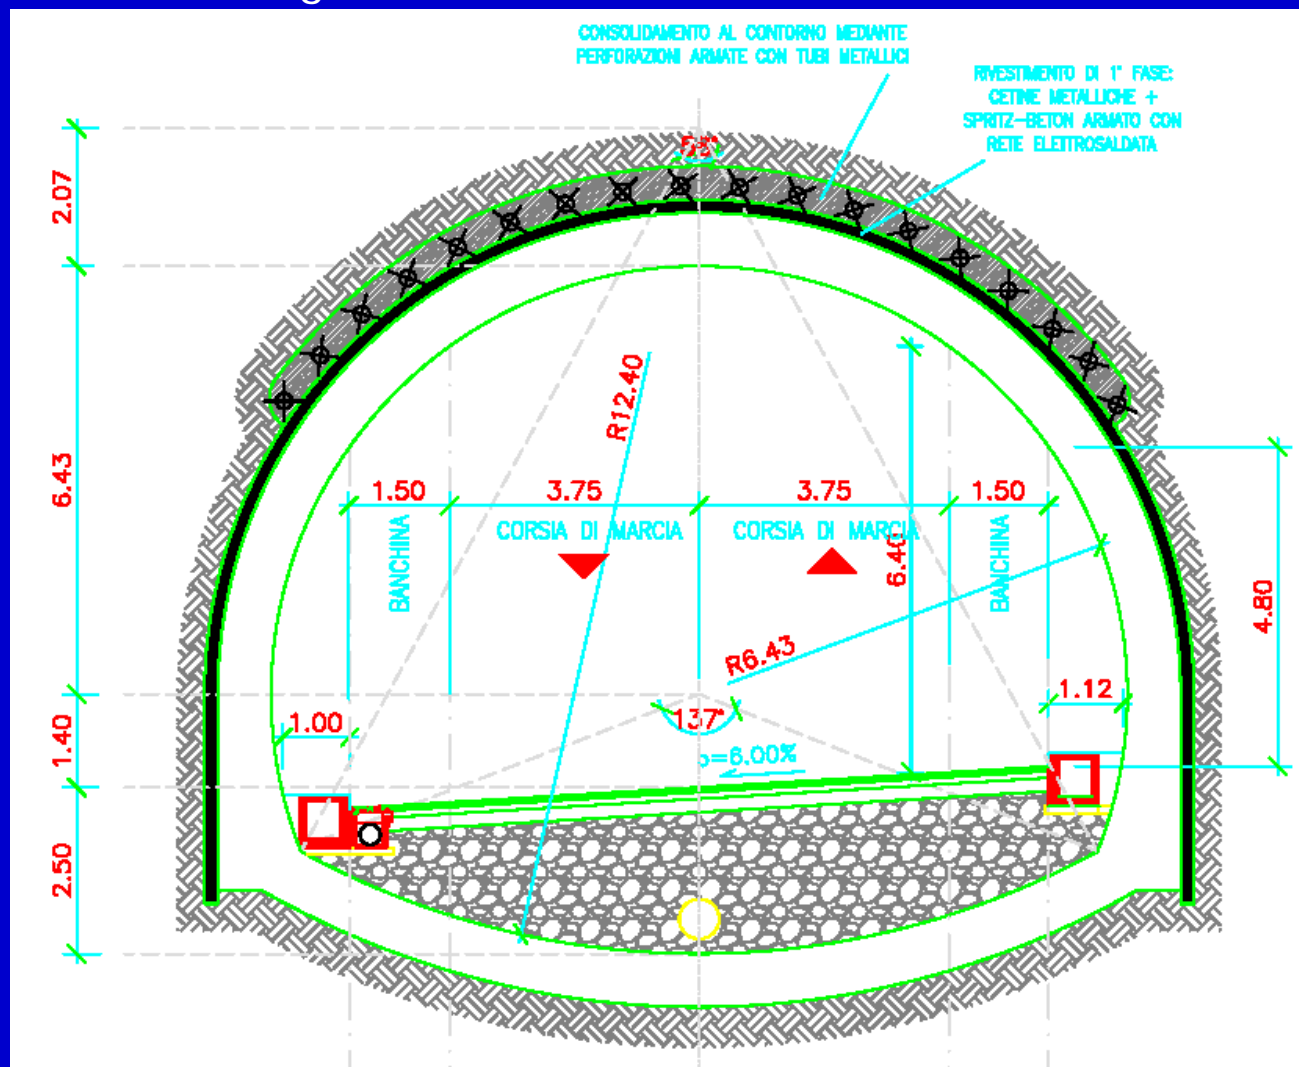 CONSOLIDAMENTO AL CONTORNO MEDIANTE
PERFORAZIONI ARMATE CON TUBI METALLICI
RIVESTIMENTO DI 1° FASE:
CETINE METALLICHE +
SPRITZ-BETON ARMATO CON
RETE ELETTROSALDATA
2.07
R12.40
6.43
1.50
3.75
3.75
1.50
BANCHINA
CORSIA DI MARCIA
CORSIA DI MARCIA
BANCHINA
6.40
4.80
R6.43
1.12
1.00
137°
1.40
=6.00%
2.50